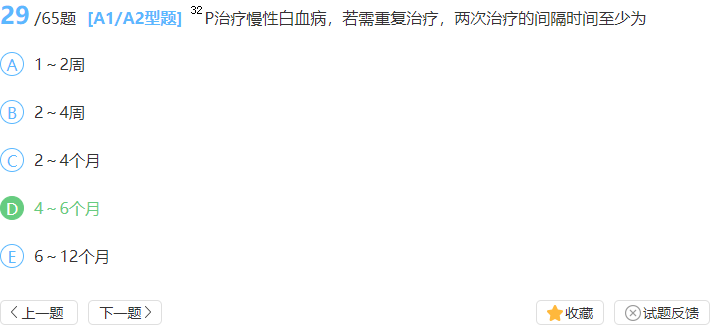 29 /65题 [A1/A2型题] ³²P治疗慢性白血病，若需重复治疗，两次治疗的间隔时间至少为
A 1～2周
B 2～4周
C 2～4个月
D 4～6个月
E 6～12个月
上一题 下一题 收藏 试题反馈